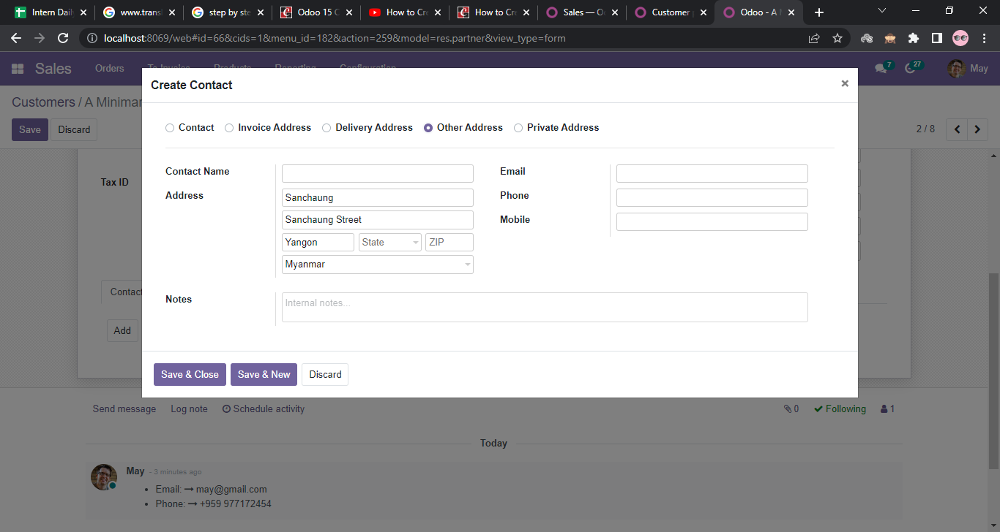 Intern Dail www.transl step by ste Odoo 15 C How to Cre How to Cre Sales — O Customer Odoo - A M
localhost:8069/web#id=66&cids=1&menu_id=182&action=259&model=res.partner&view_type=form
Sales Orders To Invoice Products Reporting Configuration 7 27 May
Create Contact
Customers / A Minimar
Save Discard
2 / 8
Contact Invoice Address Delivery Address Other Address Private Address
Tax ID
Contact Name
Email
Address Sanchaung
Phone
Sanchaung Street
Mobile
Yangon State ZIP
Myanmar
Contact
Notes Internal notes...
Add
Save & Close Save & New Discard
Send message Log note Schedule activity 0 Following 1
Today
May - 3 minutes ago
• Email: → may@gmail.com
• Phone: → +959 977172454